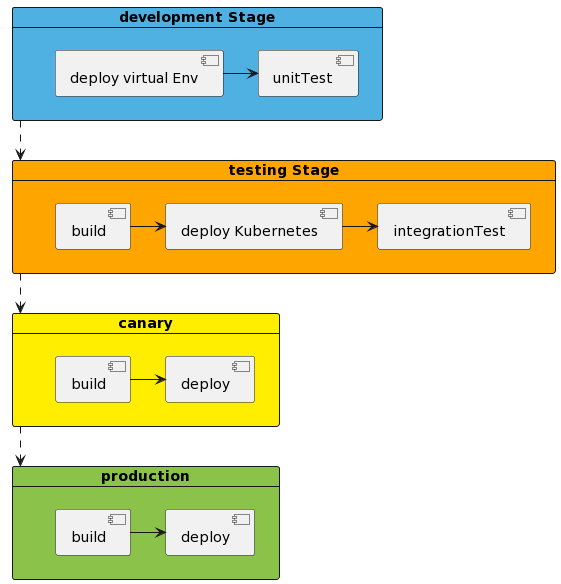 development Stage
deploy virtual Env
unitTest
testing Stage
build
deploy Kubernetes
integrationTest
canary
build
deploy
production
build
deploy